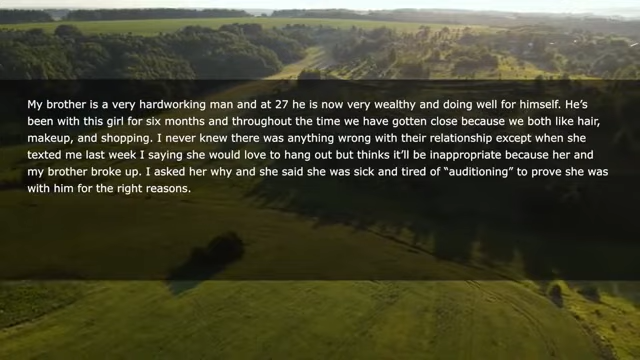 My brother is a very hardworking man and at 27 he is now very wealthy and doing well for himself. He’s
been with this girl for six months and throughout the time we have gotten close because we both like hair,
makeup, and shopping. I never knew there was anything wrong with their relationship except when she
texted me last week I saying she would love to hang out but thinks it’ll be inappropriate because her and
my brother broke up. I asked her why and she said she was sick and tired of “auditioning” to prove she was
with him for the right reasons.